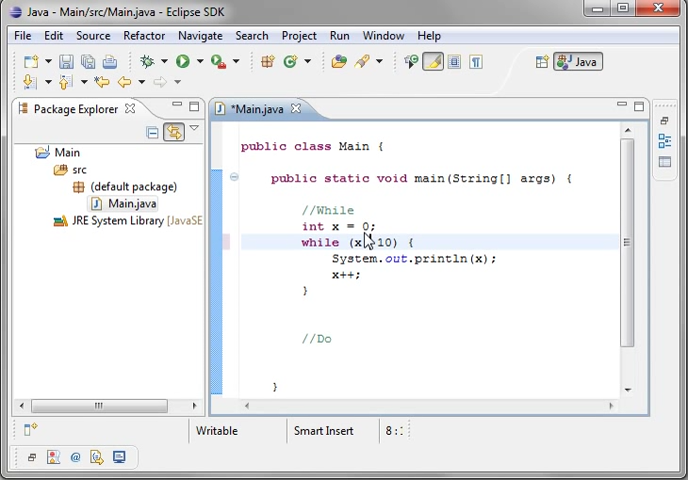 Java - Main/src/Main.java - Eclipse SDK
File Edit Source Refactor Navigate Search Project Run Window Help
Java
Package Explorer
*Main.java
Main
src
(default package)
Main.java
JRE System Library [JavaSE
public class Main {
public static void main(String[] args) {
//While
int x = 0;
while (x 10) {
System.out.println(x);
x++;
}
//Do
}
Writable Smart Insert 8 :